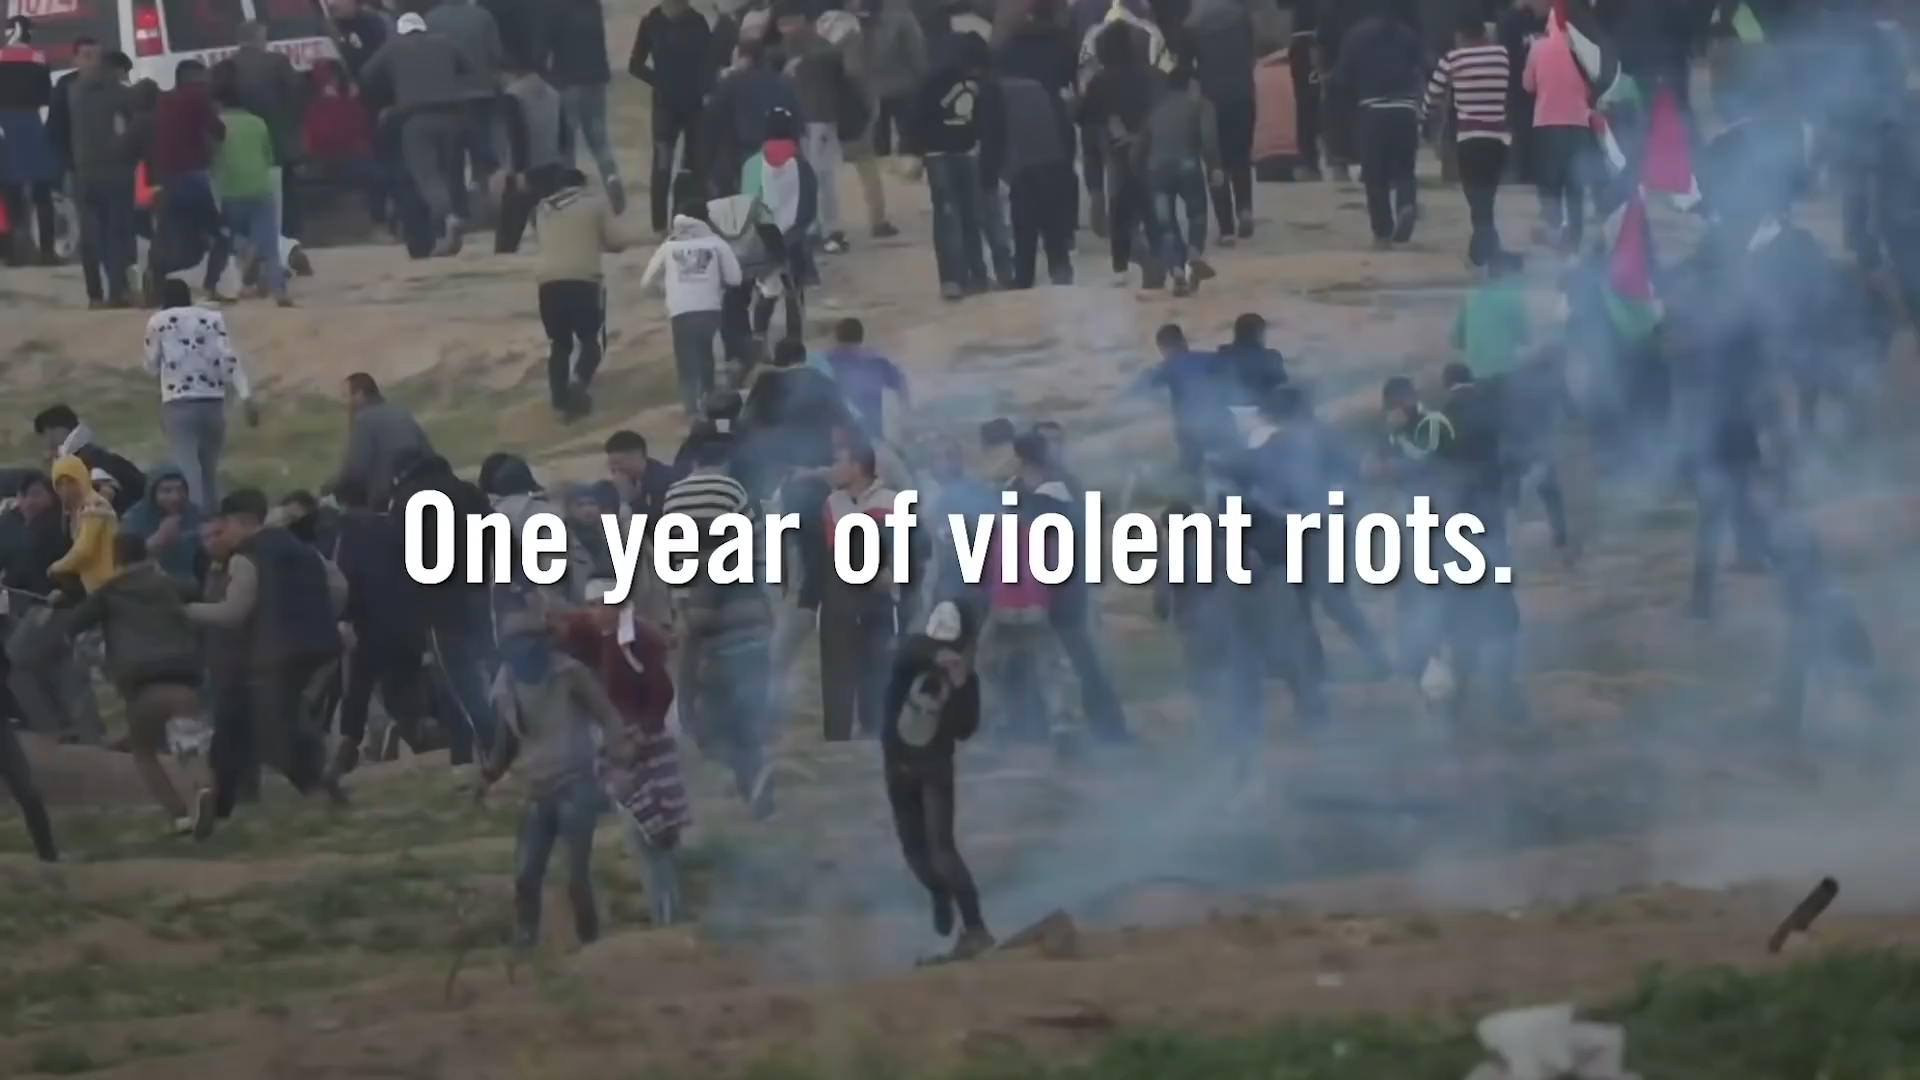 One year of violent riots.